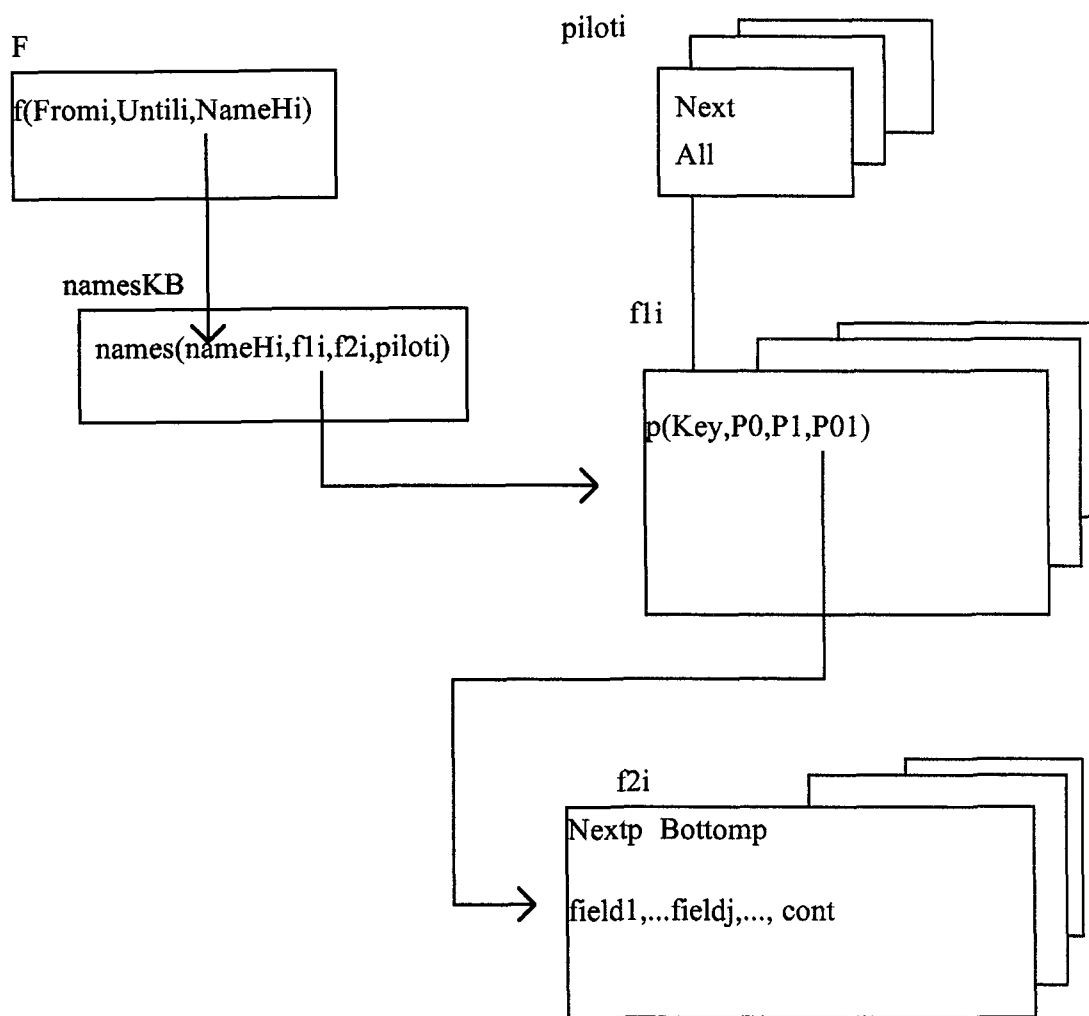 F
f(Fromi,Untili,NameHi)
piloti
Next
All
namesKB
names(nameHi,f1i,f2i,piloti)
f1i
p(Key,P0,P1,P01)
f2i
Nextp Bottomp
field1,...fieldj,..., cont